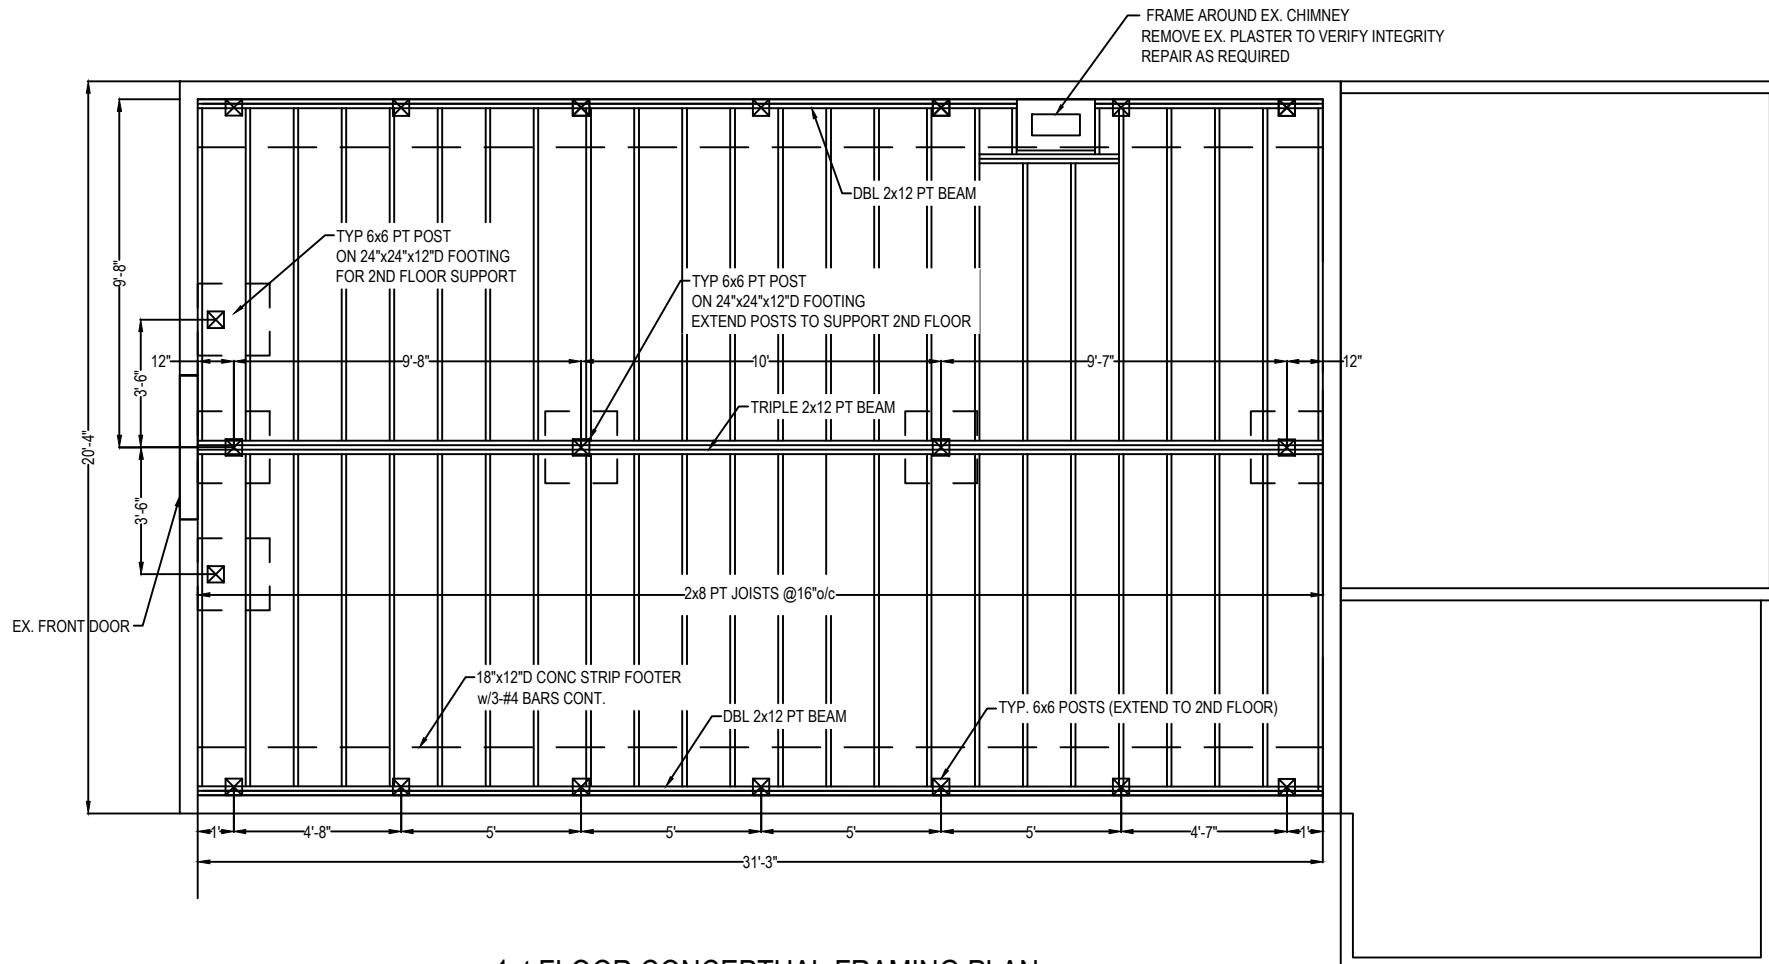 FRAME AROUND EX. CHIMNEY
REMOVE EX. PLASTER TO VERIFY INTEGRITY
REPAIR AS REQUIRED
DBL 2x12 PT BEAM
TYP 6x6 PT POST
ON 24"x24"x12"D FOOTING
FOR 2ND FLOOR SUPPORT
TYP 6x6 PT POST
ON 24"x24"x12"D FOOTING
EXTEND POSTS TO SUPPORT 2ND FLOOR
9'-8"
12"
9'-8"
10'
9'-7"
12"
3'-6"
TRIPLE 2x12 PT BEAM
20'-4"
3'-6"
2x8 PT JOISTS @16"o/c
EX. FRONT DOOR
18"x12"D CONC STRIP FOOTER
w/3-#4 BARS CONT.
DBL 2x12 PT BEAM
TYP. 6x6 POSTS (EXTEND TO 2ND FLOOR)
1'
4'-8"
5'
5'
5'
5'
4'-7"
1'
31'-3"
1st FLOOR CONCEPTUAL FRAMING PLAN